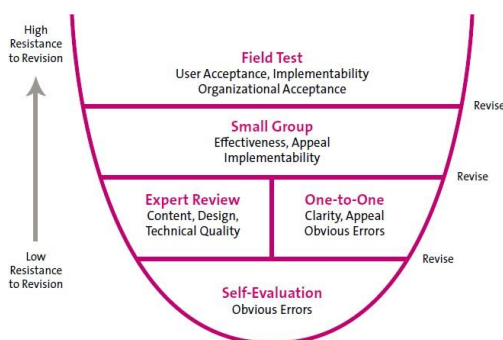 High
Resistance
to Revision
Field Test
User Acceptance, Implementability
Organizational Acceptance
Revise
Small Group
Effectiveness, Appeal
Implementability
Revise
Expert Review
Content, Design,
Technical Quality
One-to-One
Clarity, Appeal
Obvious Errors
Low
Resistance
to Revision
Revise
Self-Evaluation
Obvious Errors